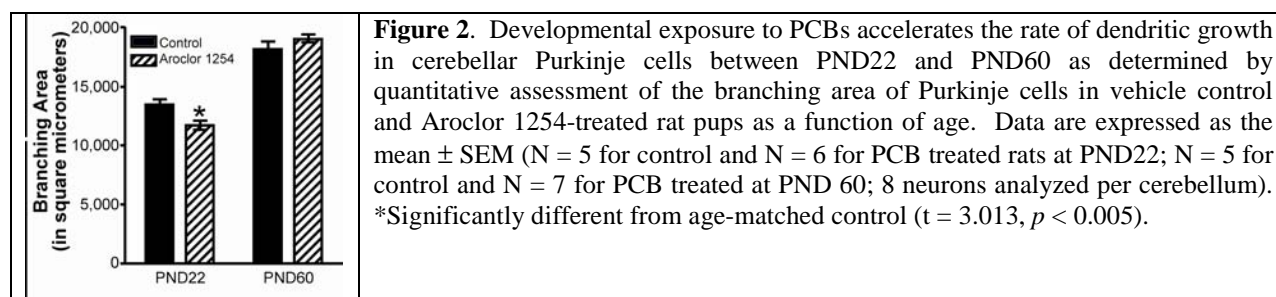 20,000
15,000
10,000
5,000
0
Branching Area
(in square micrometers)
Control
Aroclor 1254
*
PND22
PND60
Figure 2. Developmental exposure to PCBs accelerates the rate of dendritic growth
in cerebellar Purkinje cells between PND22 and PND60 as determined by
quantitative assessment of the branching area of Purkinje cells in vehicle control
and Aroclor 1254-treated rat pups as a function of age. Data are expressed as the
mean ± SEM (N = 5 for control and N = 6 for PCB treated rats at PND22; N = 5 for
control and N = 7 for PCB treated at PND 60; 8 neurons analyzed per cerebellum).
*Significantly different from age-matched control (t = 3.013, p < 0.005).